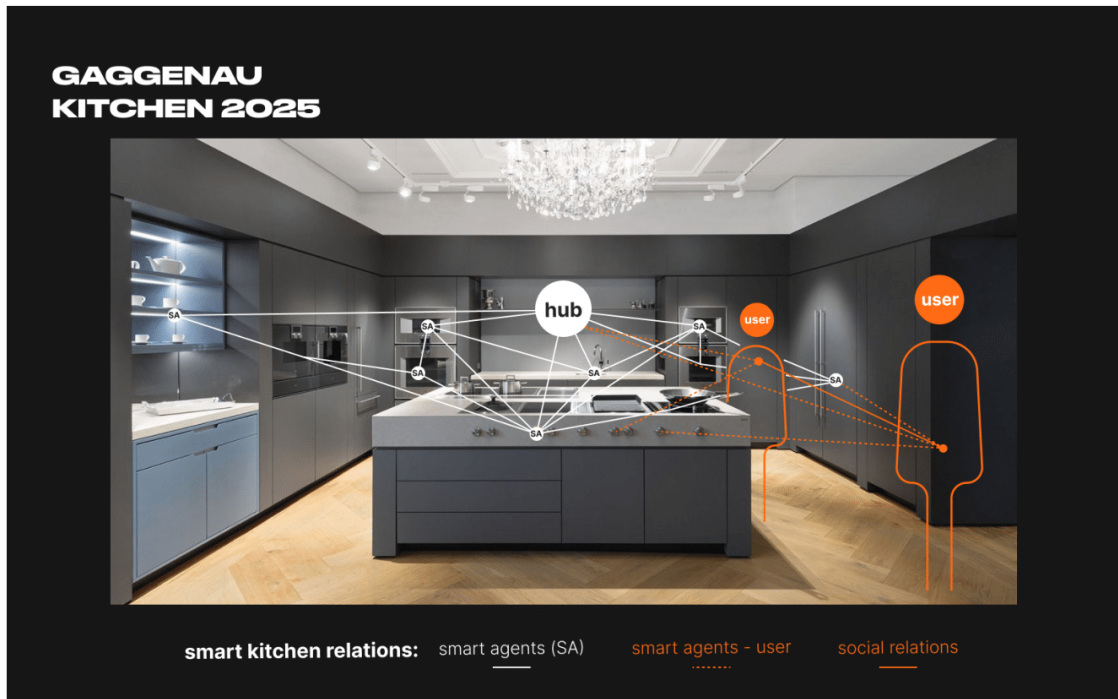 GAGGENAU
KITCHEN 2025
hub
user
user
SA
SA
SA
SA
SA
SA
SA
smart kitchen relations: smart agents (SA) smart agents - user social relations